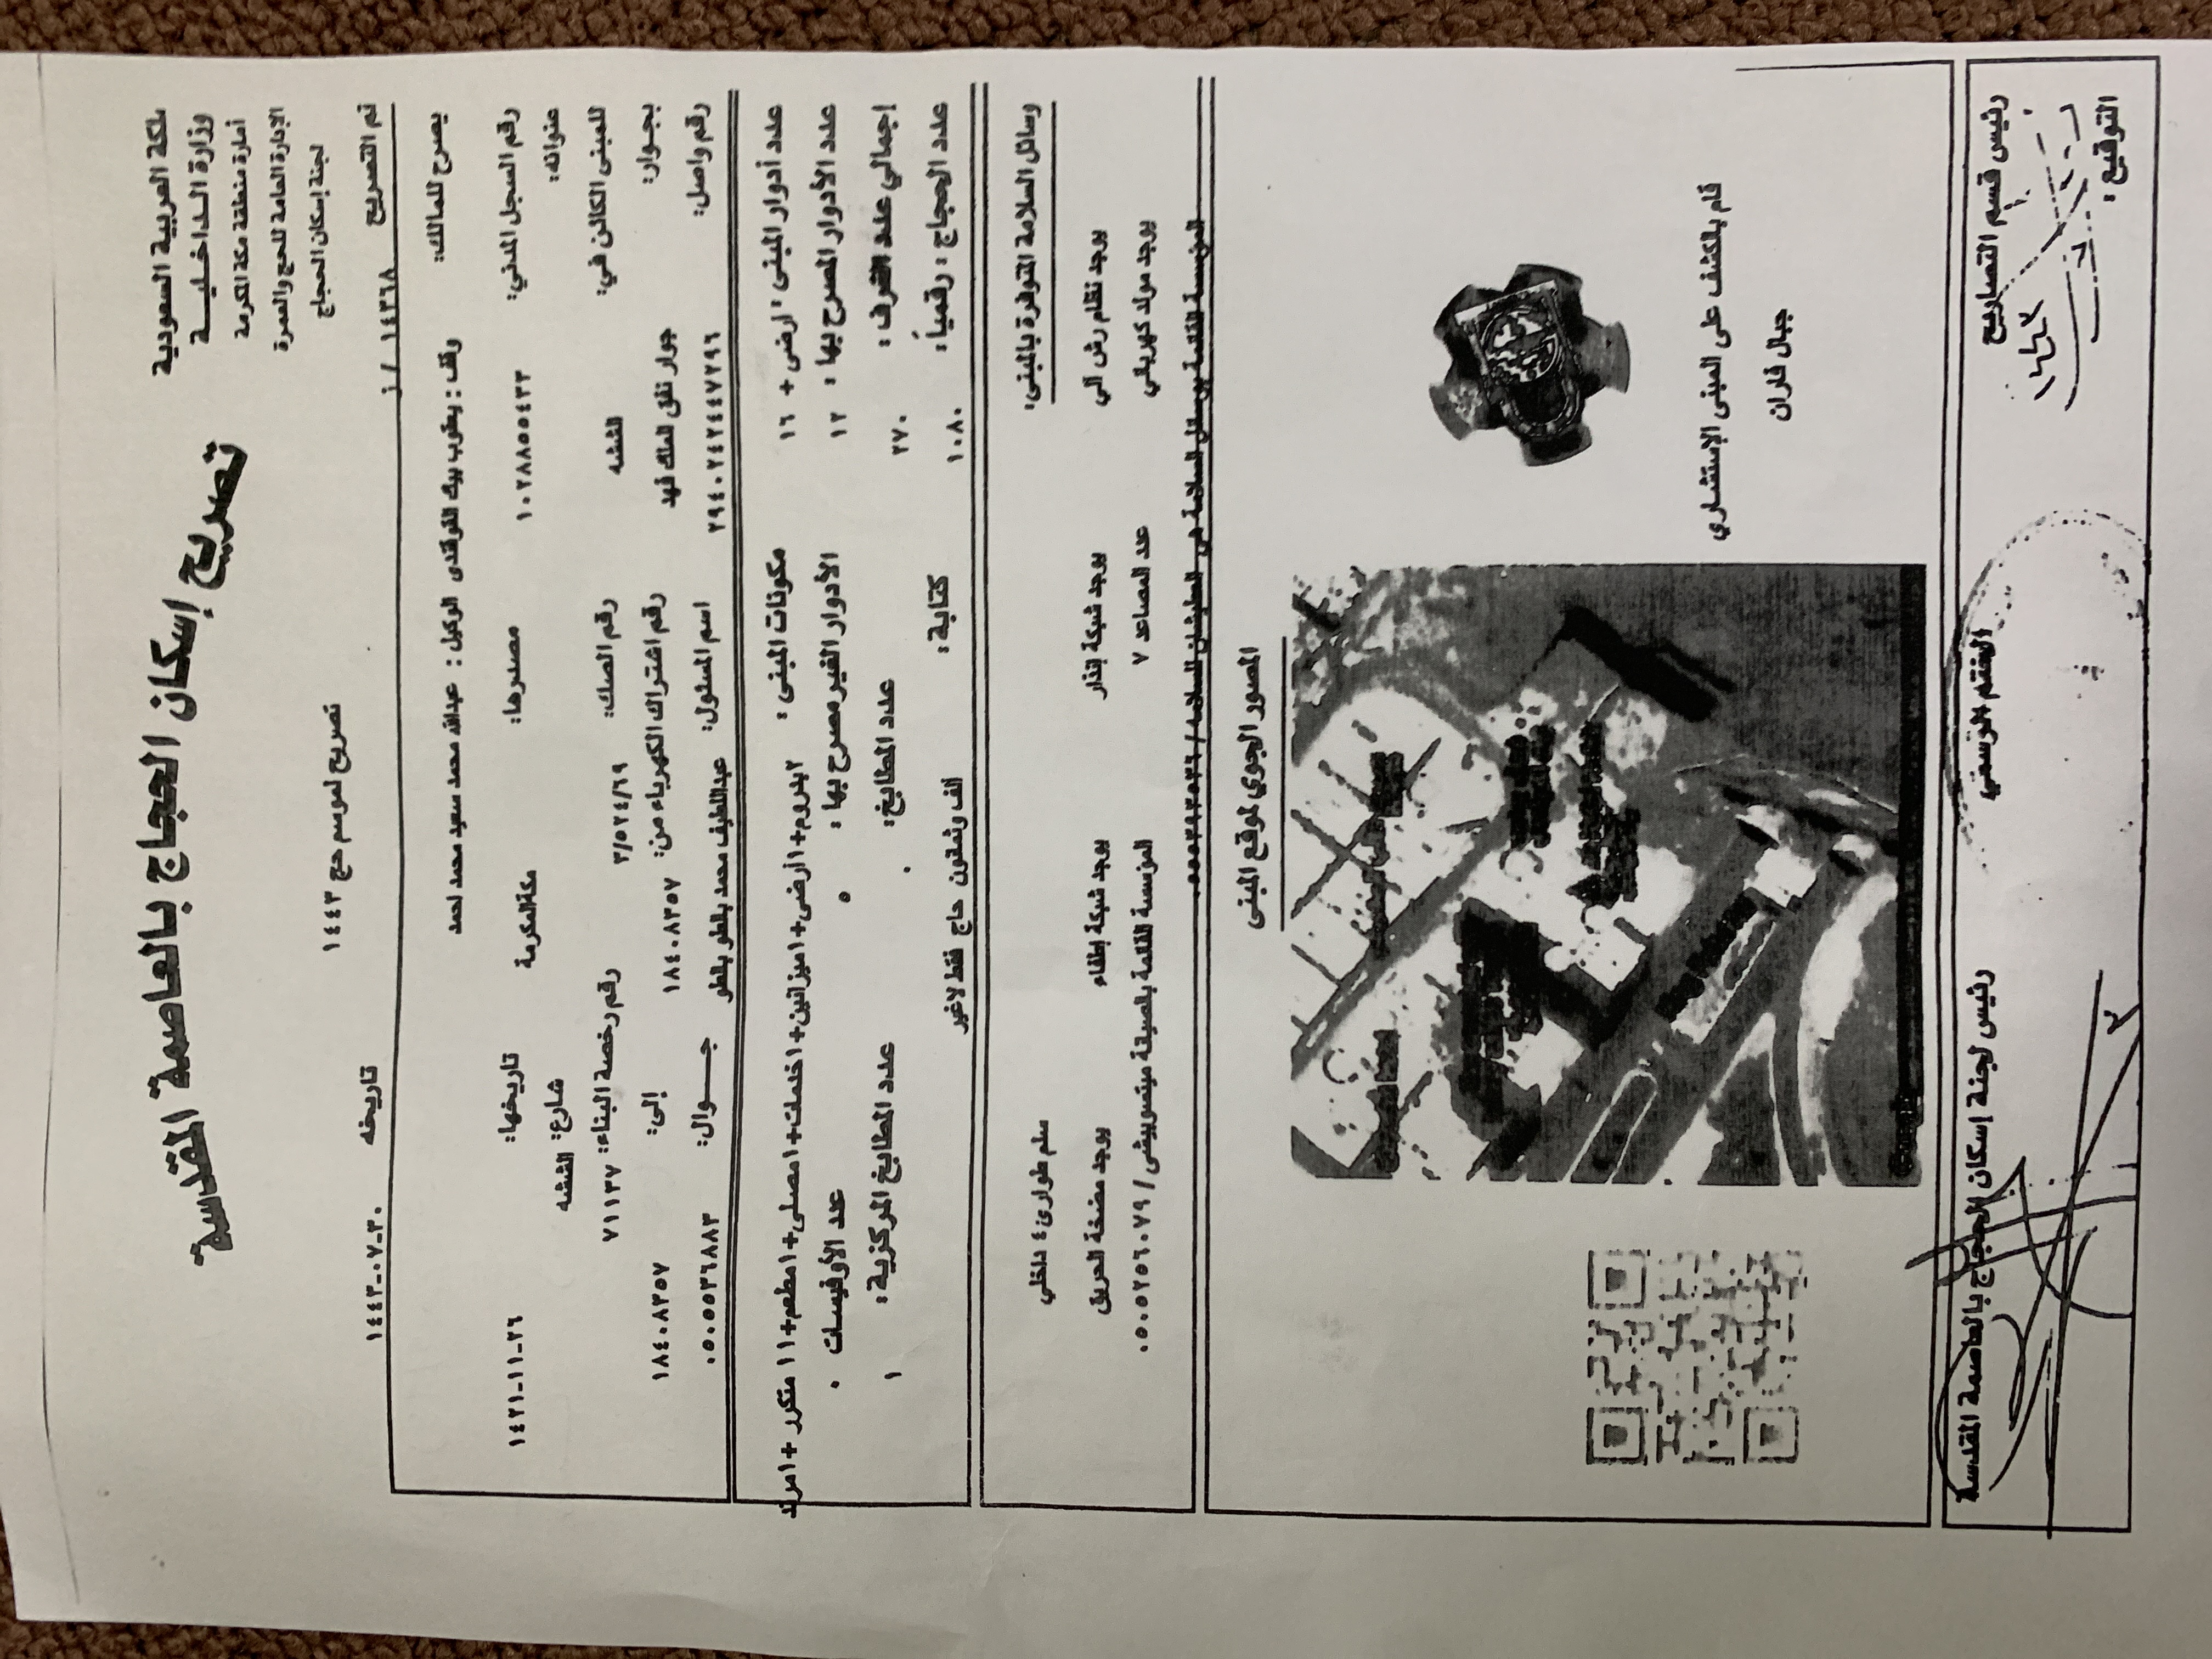 ملكة العربية السعودية
وزارة الـداخـلـيــة
أمارة منطقة مكة المكرمة
الإدارة العامة للحج والعمرة
لجنة إسكان الحجاج
تصريح إسكان الحجاج بالعاصمة المقدسة
تصريح لموسم حج ١٤٤٣
قم التصريح ١٤٣٦٨ / ز تاريخه ٣٠-٠٧-١٤٤٣
يصرح للمالك: وقف : يعقوب بيك القوقندى الوكيل : عبدالله محمد سعيد محمد احمد
رقم السجل المدني: ١٠٢٨٨٥٥٤٣٣ مصدرها: مكةالمكرمة تاريخها: ٢٦-١١-١٤٢١
عنوانه: شارع: الششه
للمبنى الكائن في: الششه رقم الصك: ٣/٥٢٤/٦٩ رقم رخصة البناء: ٧١١٣٧
بجـوار: جوار نفق الملك فهد رقم اشتراك الكهرباء من: ١٨٤٠٨٣٥٧ إلى: ١٨٤٠٨٣٥٧
رقم واصل: ٢٩٤٠٢٤٢٤٤٧٢٩٦ اسم المسئول: عبداللطيف محمد بالطو بالطو جـــوال: ٠٥٠٥٥٣٦٨٨٣
عدد أدوار المبنى : أرضى + ١٦ مكونات المبنى : ٢بدروم+١أرضى+١ميزانين+١خدمات+١مصلى+١مطعم+١١ متكرر +١مرتد
عدد الأدوار المصرح بها : ١٢ الأدوار الغير مصرح بها : ٥ عدد الأوفيسات ٠
إجمالي عدد الغرف : ٢٧٠ عدد المطابخ: ٠ عدد المطابخ المركزية: ١
عدد الحجاج : رقمياً: ١٠٨٠ كتابة : ألف وثمانون حاج فقط لاغير
وسائل السلامة المتوفرة بالمبنى:
سلم طوارئ ٤ داخلي
يوجد نظام رش آلي يوجد شبكة إنذار يوجد شبكة إطفاء يوجد مضخة الحريق
يوجد مولد كهربائي عدد المصاعد ٧ المؤسسة القائمة بالصيانة ميتسوبيشى / ٠٥٠٥٢٥٦٠٧٩
المؤسسة القائمة بوسائل السلامة هى العطيشان للسلامه / ٠٥٥٥٣٩٣٥٣٦
المصور الجوي لموقع المبنى
قام بالكشف على المبنى الإستشاري
جبال فاران
رئيس قسم التصاريح الختم الرسمي رئيس لجنة إسكان الحجاج بالعاصمة المقدسة
١٤٤٣
التوقيع :